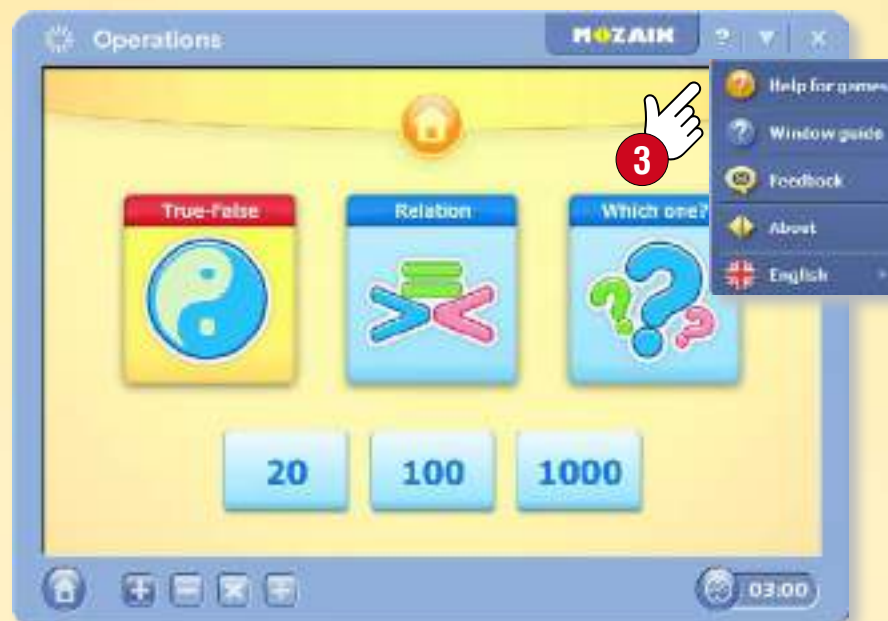 Operations
MOZAIK
?
Help for games
Window guide
Feedback
About
English
3
True-False
Relation
Which one?
20
100
1000
03:00